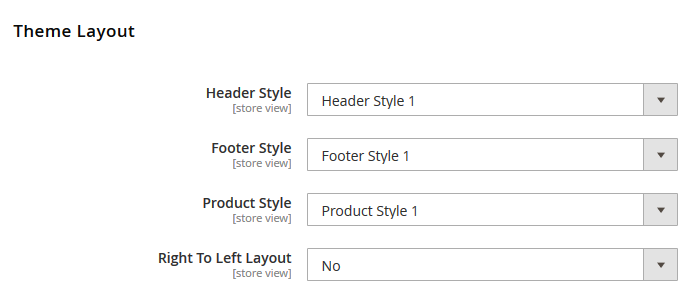 Theme Layout
Header Style
[store view]
Header Style 1
Footer Style
[store view]
Footer Style 1
Product Style
[store view]
Product Style 1
Right To Left Layout
[store view]
No